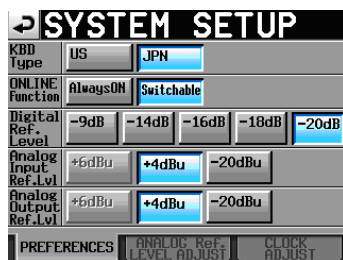 SYSTEM SETUP
KBD Type US JPN
ONLINE Function AlwaysON Switchable
Digital Ref. Level -9dB -14dB -16dB -18dB -20dB
Analog Input Ref.Lvl +6dBu +4dBu -20dBu
Analog Output Ref.Lvl +6dBu +4dBu -20dBu
PREFERENCES ANALOG Ref. LEVEL ADJUST CLOCK ADJUST